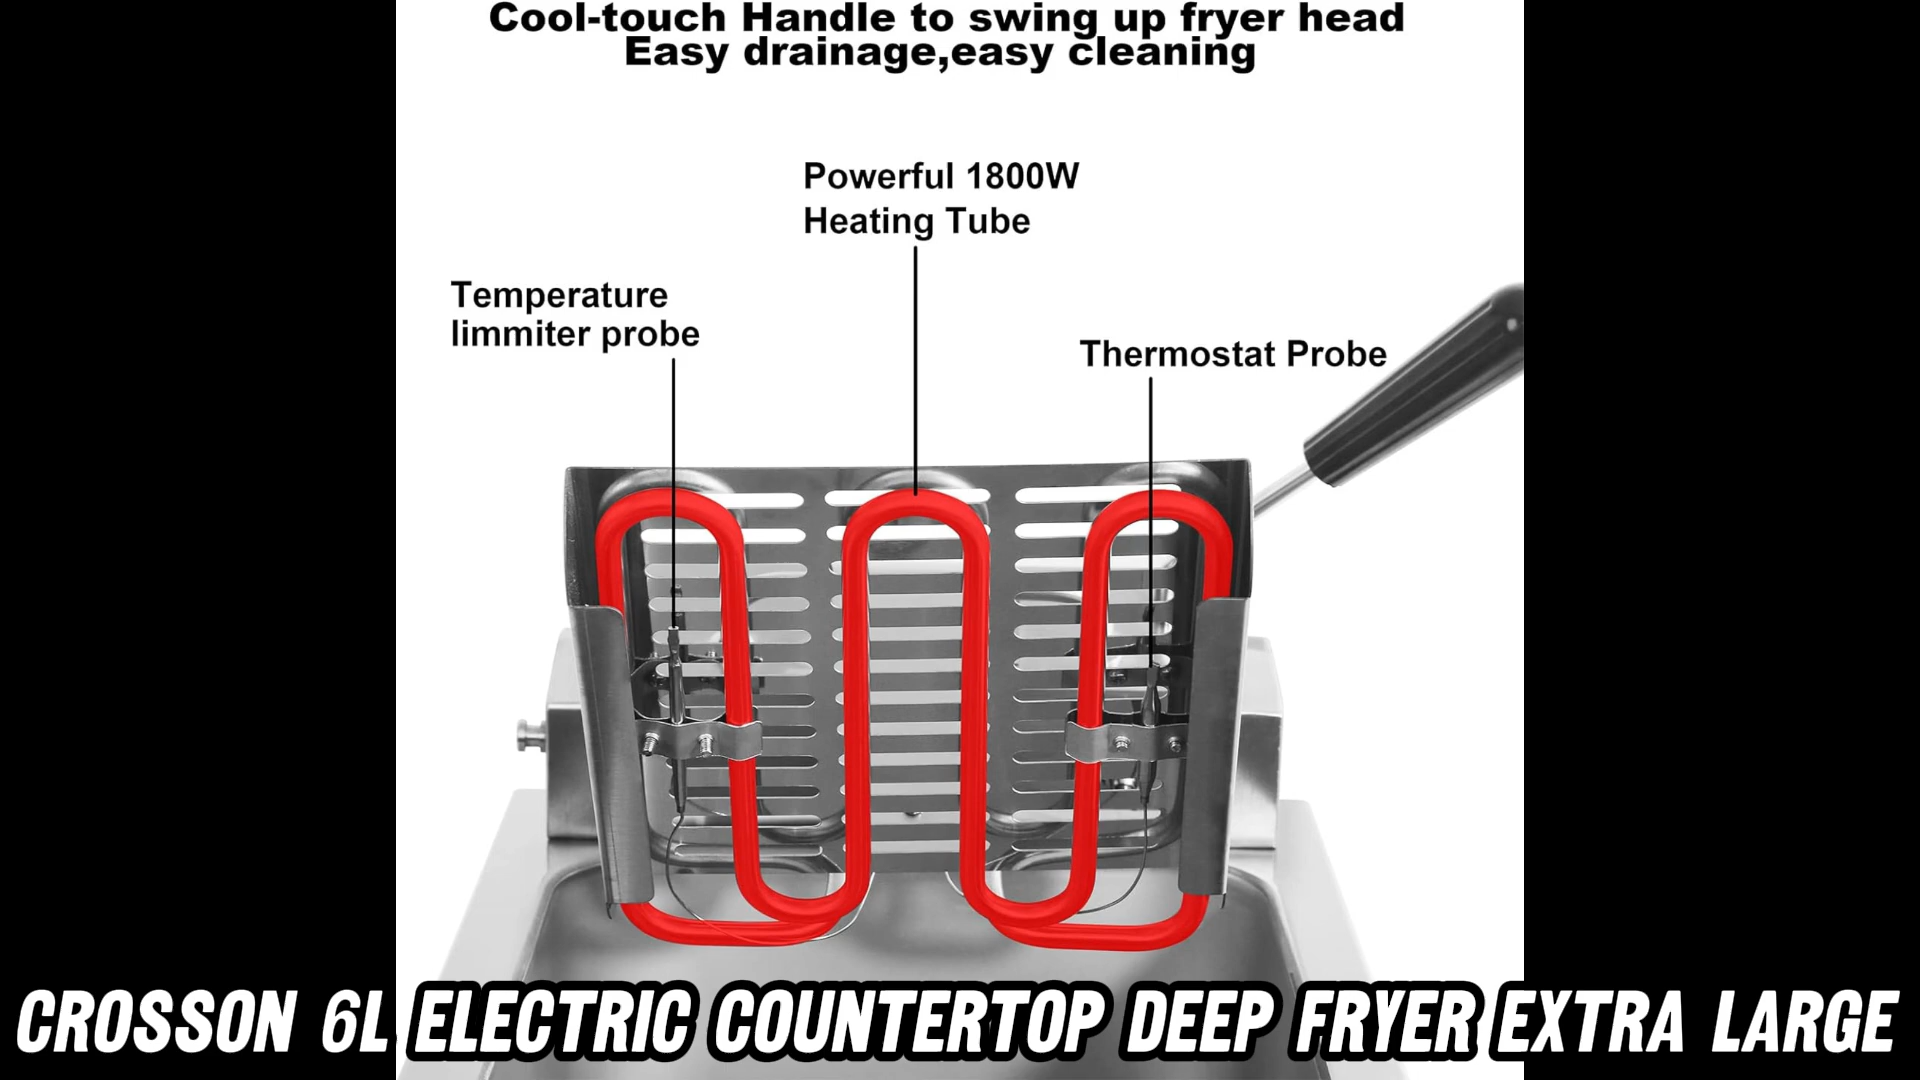 Cool-touch Handle to swing up fryer head
Easy drainage,easy cleaning
Powerful 1800W
Heating Tube
Temperature
limmiter probe
Thermostat Probe
CROSSON 6L ELECTRIC COUNTERTOP DEEP FRYER EXTRA LARGE